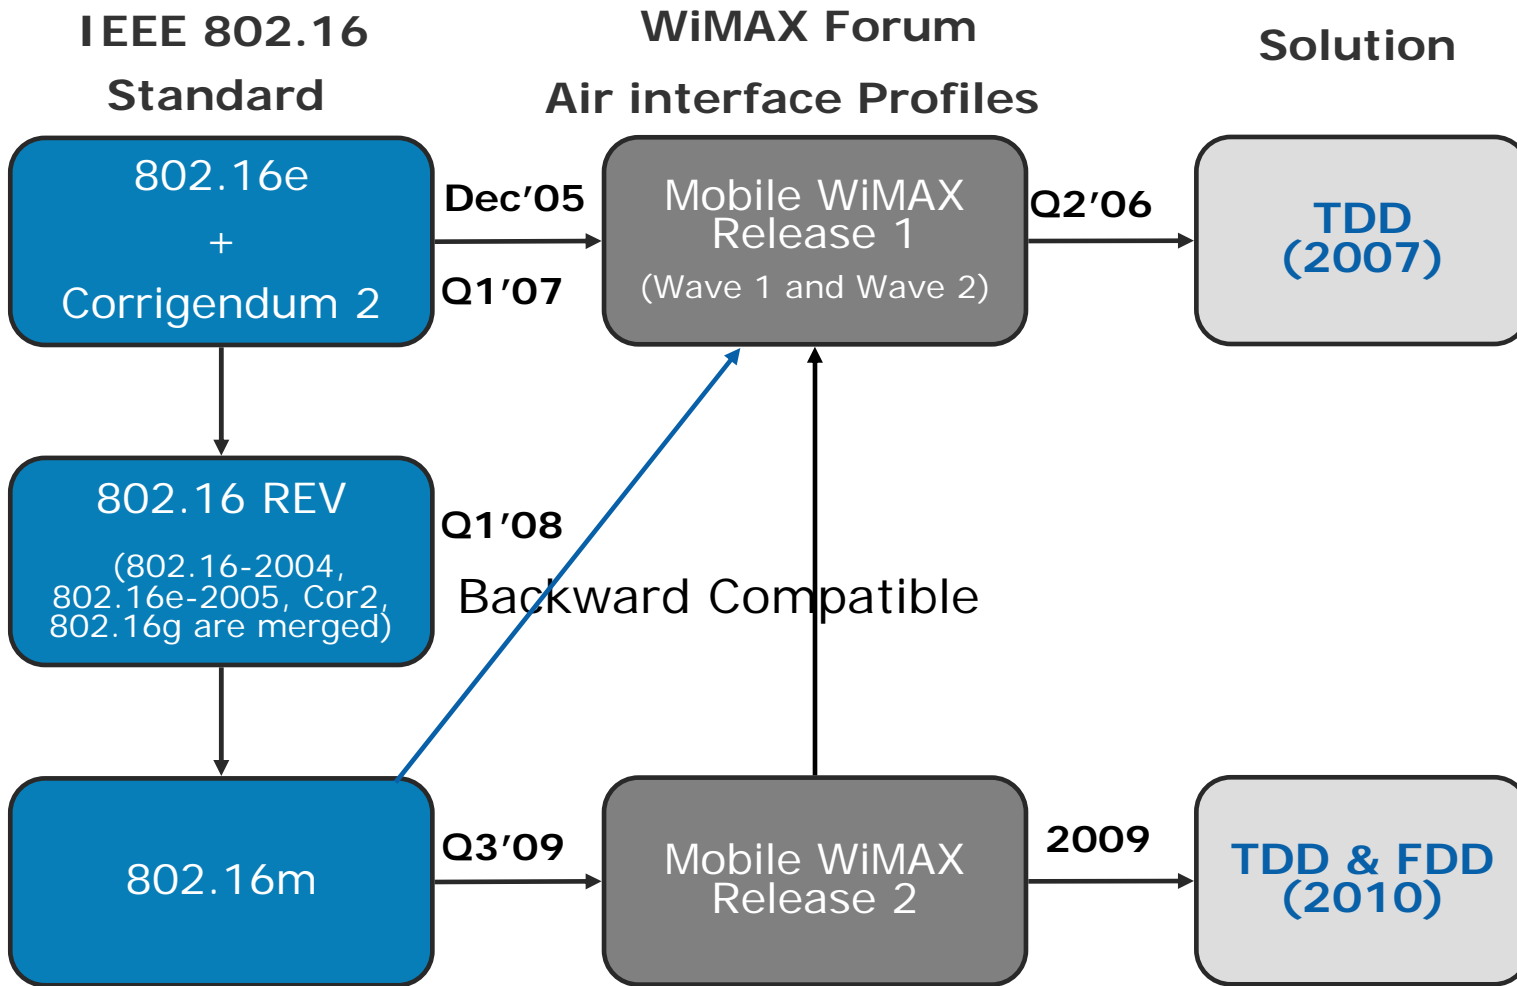 IEEE 802.16
Standard
WiMAX Forum
Air interface Profiles
Solution
802.16e
+
Corrigendum 2
Dec'05
Q1'07
Mobile WiMAX
Release 1
(Wave 1 and Wave 2)
Q2'06
TDD
(2007)
802.16 REV
(802.16-2004,
802.16e-2005, Cor2,
802.16g are merged)
Q1'08
Backward Compatible
802.16m
Q3'09
Mobile WiMAX
Release 2
2009
TDD & FDD
(2010)